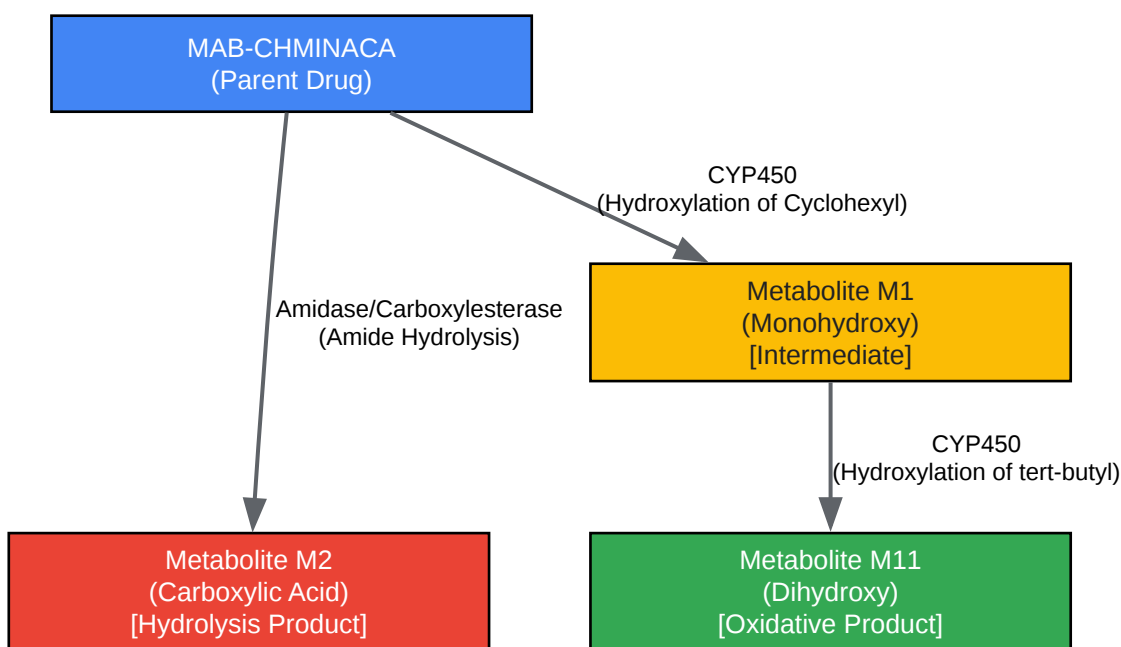 MAB-CHMINACA
(Parent Drug)
CYP450
(Hydroxylation of Cyclohexyl)
Amidase/Carboxylesterase
(Amide Hydrolysis)
Metabolite M1
(Monohydroxy)
[Intermediate]
CYP450
(Hydroxylation of tert-butyl)
Metabolite M2
(Carboxylic Acid)
[Hydrolysis Product]
Metabolite M11
(Dihydroxy)
[Oxidative Product]